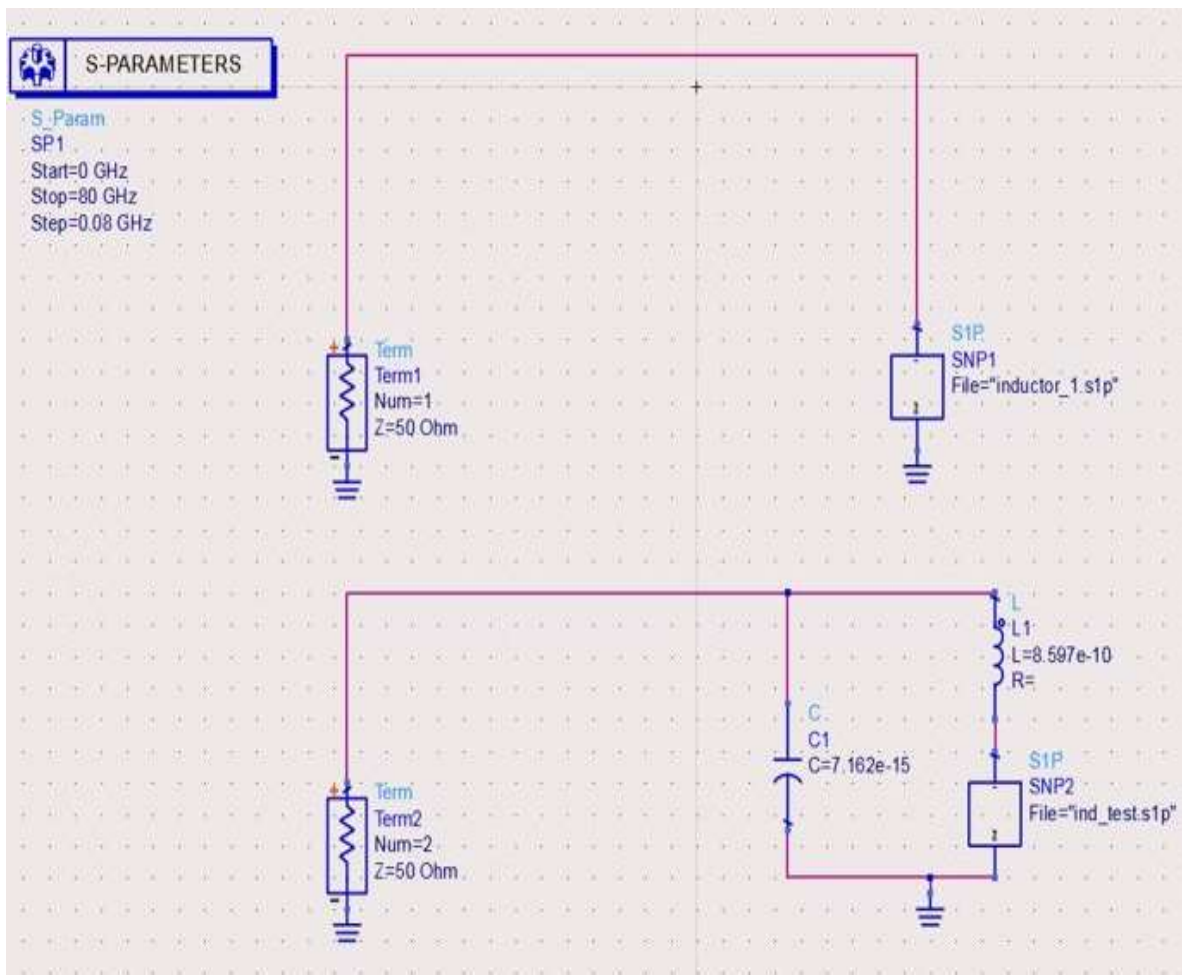 S-PARAMETERS
S_Param
SP1
Start=0 GHz
Stop=80 GHz
Step=0.08 GHz
Term
Term1
Num=1
Z=50 Ohm
S1P
SNP1
File="inductor_1.s1p"
L
L1
L=8.597e-10
R=
C
C1
C=7.162e-15
S1P
SNP2
File="ind_test.s1p"
Term
Term2
Num=2
Z=50 Ohm